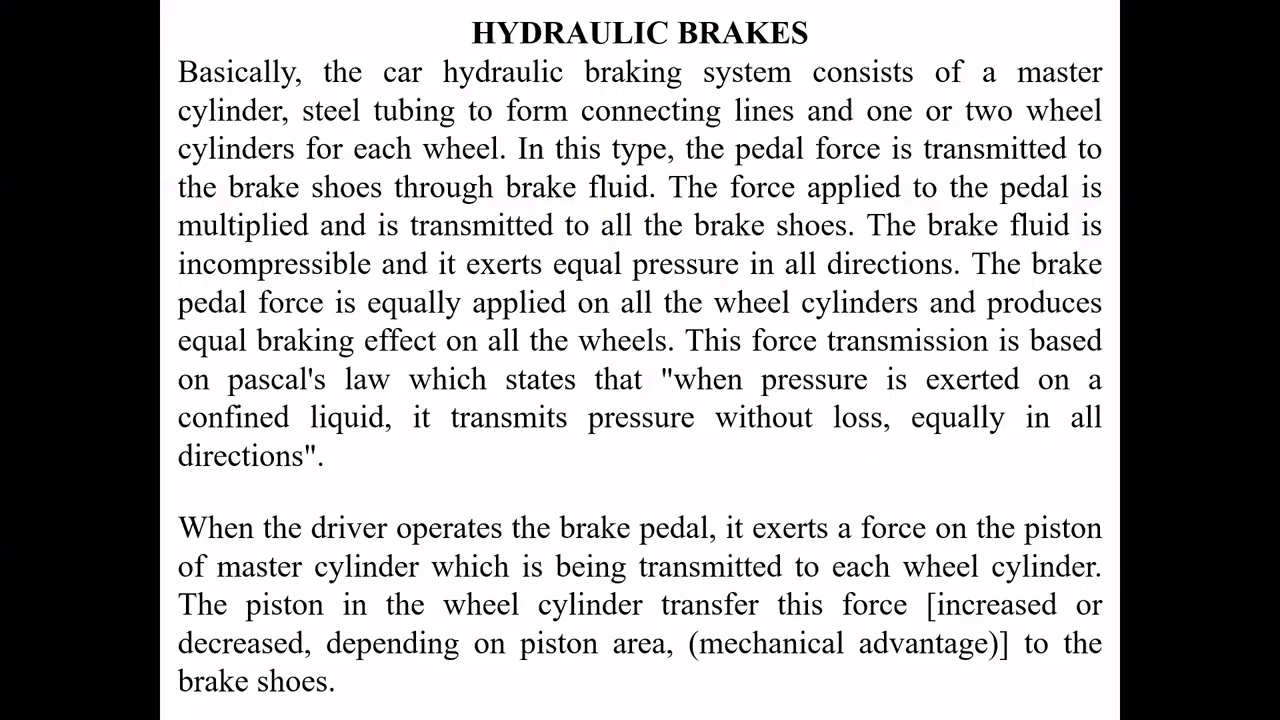 HYDRAULIC BRAKES
Basically, the car hydraulic braking system consists of a master
cylinder, steel tubing to form connecting lines and one or two wheel
cylinders for each wheel. In this type, the pedal force is transmitted to
the brake shoes through brake fluid. The force applied to the pedal is
multiplied and is transmitted to all the brake shoes. The brake fluid is
incompressible and it exerts equal pressure in all directions. The brake
pedal force is equally applied on all the wheel cylinders and produces
equal braking effect on all the wheels. This force transmission is based
on pascal's law which states that "when pressure is exerted on a
confined liquid, it transmits pressure without loss, equally in all
directions".
When the driver operates the brake pedal, it exerts a force on the piston
of master cylinder which is being transmitted to each wheel cylinder.
The piston in the wheel cylinder transfer this force [increased or
decreased, depending on piston area, (mechanical advantage)] to the
brake shoes.